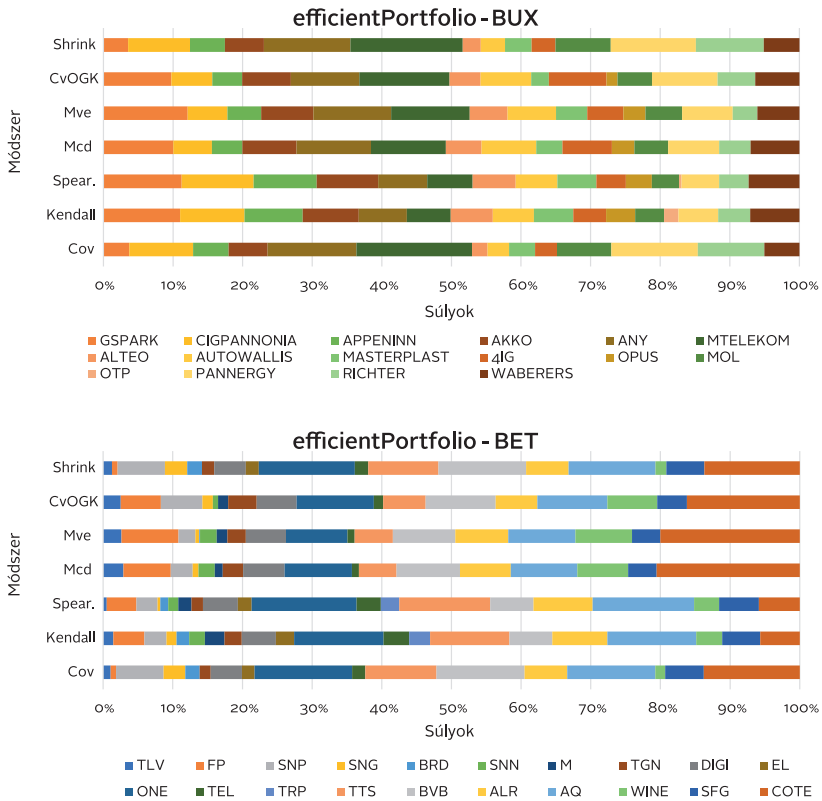 efficientPortfolio - BUX
Módszer
Shrink
CvOGK
Mve
Mcd
Spear.
Kendall
Cov
0% 10% 20% 30% 40% 50% 60% 70% 80% 90% 100%
Súlyok
GSPARK CIGPANNONIA APPENINN AKKO ANY MTELEKOM
ALTEO AUTOWALLIS MASTERPLAST 4IG OPUS MOL
OTP PANNERGY RICHTER WABERERS
efficientPortfolio - BET
Módszer
Shrink
CvOGK
Mve
Mcd
Spear.
Kendall
Cov
0% 10% 20% 30% 40% 50% 60% 70% 80% 90% 100%
Súlyok
TLV FP SNP SNG BRD SNN M TGN DIGI EL
ONE TEL TRP TTS BVB ALR AQ WINE SFG COTE